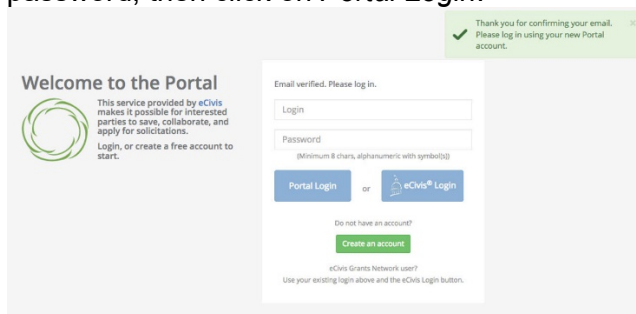 password, then click on Portal Login.
Thank you for confirming your email.
Please log in using your new Portal
account.
Welcome to the Portal
This service provided by eCivis
makes it possible for interested
parties to save, collaborate, and
apply for solicitations.
Login, or create a free account to
start.
Email verified. Please log in.
Login
Password
(Minimum 8 chars, alphanumeric with symbol(s))
Portal Login or eCivis® Login
Do not have an account?
Create an account
eCivis Grants Network user?
Use your existing login above and the eCivis Login button.